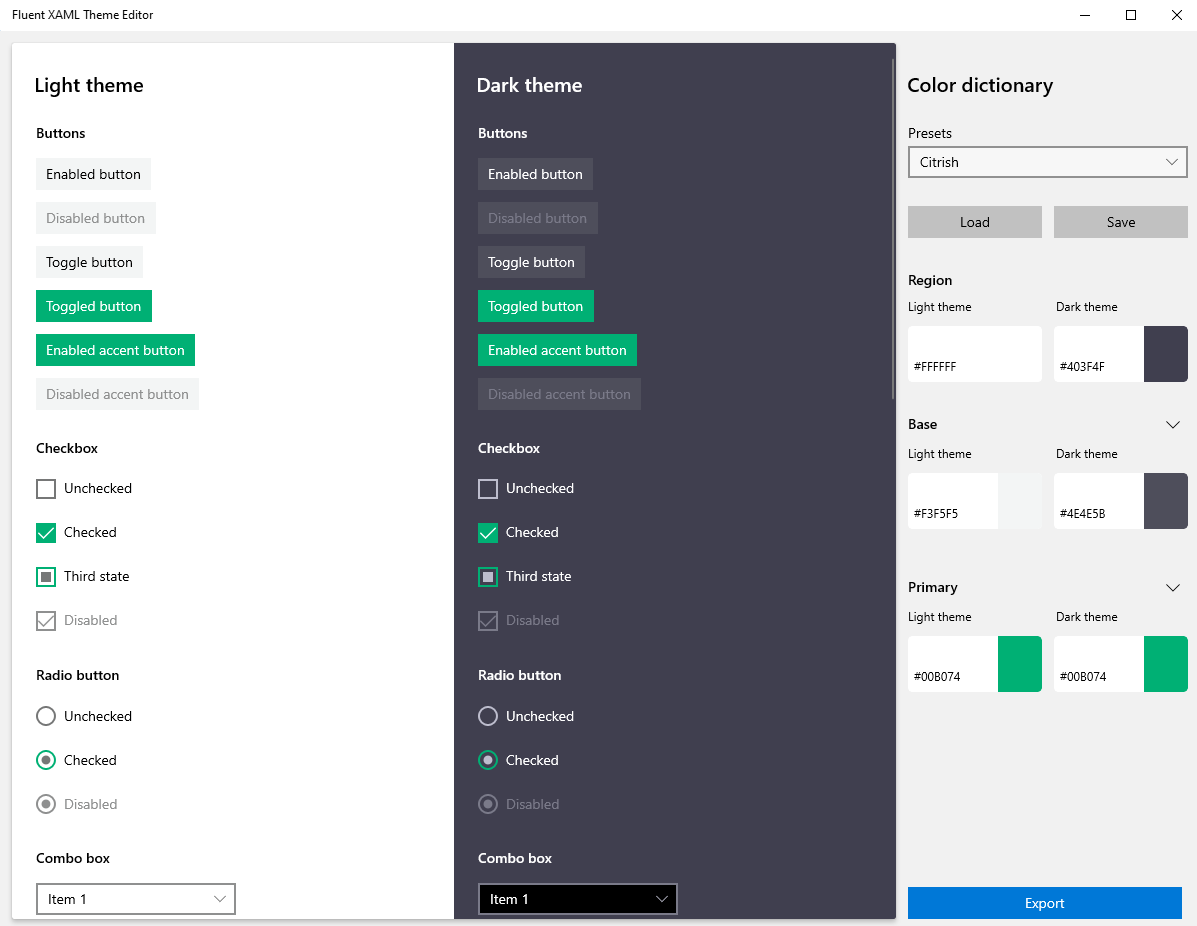 Fluent XAML Theme Editor
Light theme
Buttons
Enabled button
Disabled button
Toggle button
Toggled button
Enabled accent button
Disabled accent button
Checkbox
Unchecked
Checked
Third state
Disabled
Radio button
Unchecked
Checked
Disabled
Combo box
Item 1
Dark theme
Buttons
Enabled button
Disabled button
Toggle button
Toggled button
Enabled accent button
Disabled accent button
Checkbox
Unchecked
Checked
Third state
Disabled
Radio button
Unchecked
Checked
Disabled
Combo box
Item 1
Color dictionary
Presets
Citrish
Load Save
Region
Light theme Dark theme
#FFFFFF #403F4F
Base
Light theme Dark theme
#F3F5F5 #4E4E5B
Primary
Light theme Dark theme
#00B074 #00B074
Export